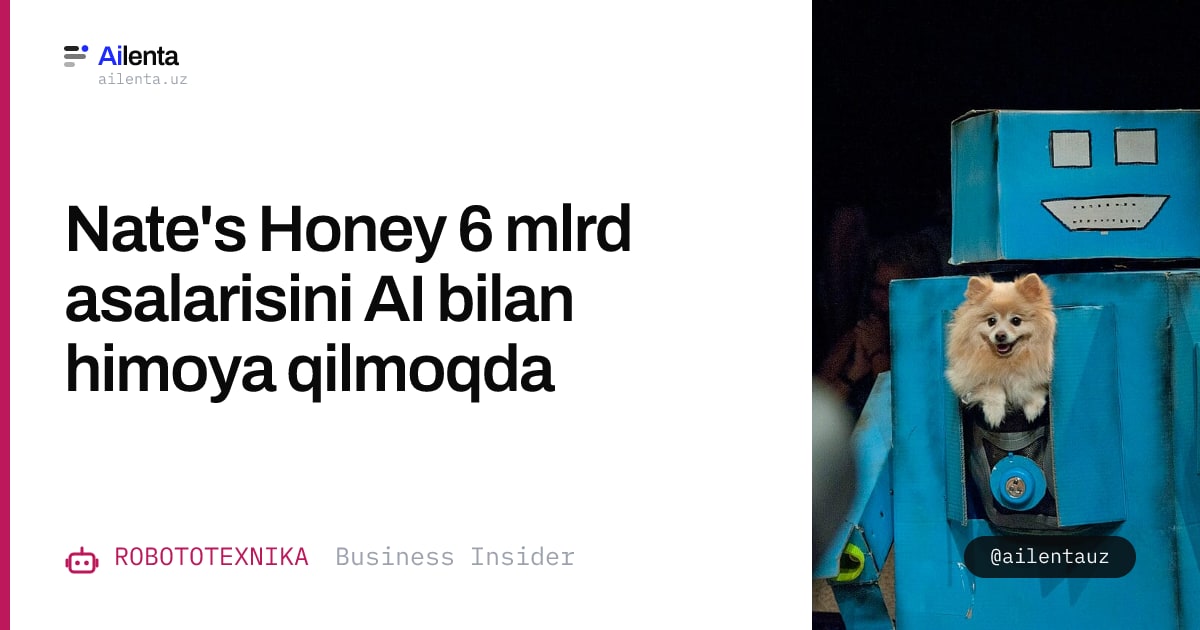 Ailenta
ailenta.uz
Nate's Honey 6 mlrd
asalarisini AI bilan
himoya qilmoqda
ROBOTOTEXNIKA Business Insider
@ailentauz